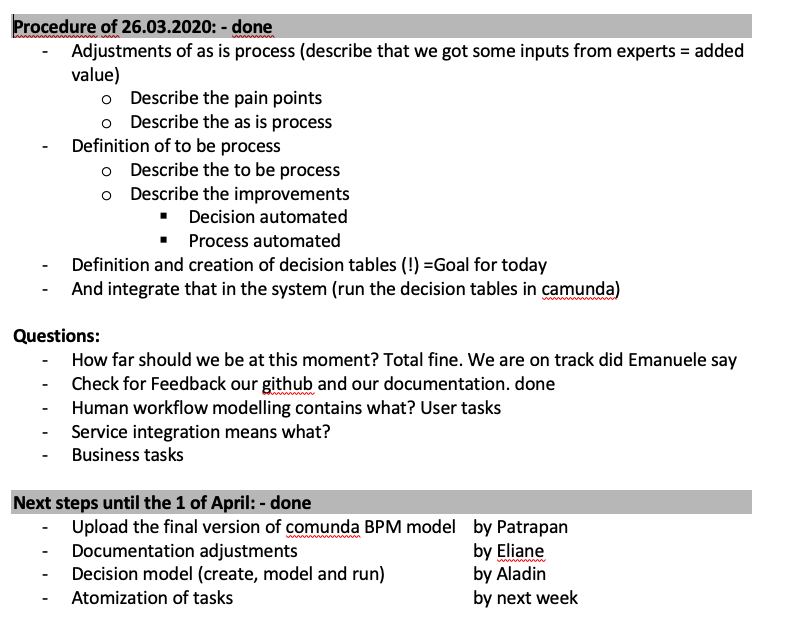 Procedure of 26.03.2020: - done
- Adjustments of as is process (describe that we got some inputs from experts = added
value)
o Describe the pain points
o Describe the as is process
- Definition of to be process
o Describe the to be process
o Describe the improvements
▪ Decision automated
▪ Process automated
- Definition and creation of decision tables (!) =Goal for today
- And integrate that in the system (run the decision tables in camunda)
Questions:
- How far should we be at this moment? Total fine. We are on track did Emanuele say
- Check for Feedback our github and our documentation. done
- Human workflow modelling contains what? User tasks
- Service integration means what?
- Business tasks
Next steps until the 1 of April: - done
- Upload the final version of comunda BPM model by Patrapan
- Documentation adjustments by Eliane
- Decision model (create, model and run) by Aladin
- Atomization of tasks by next week